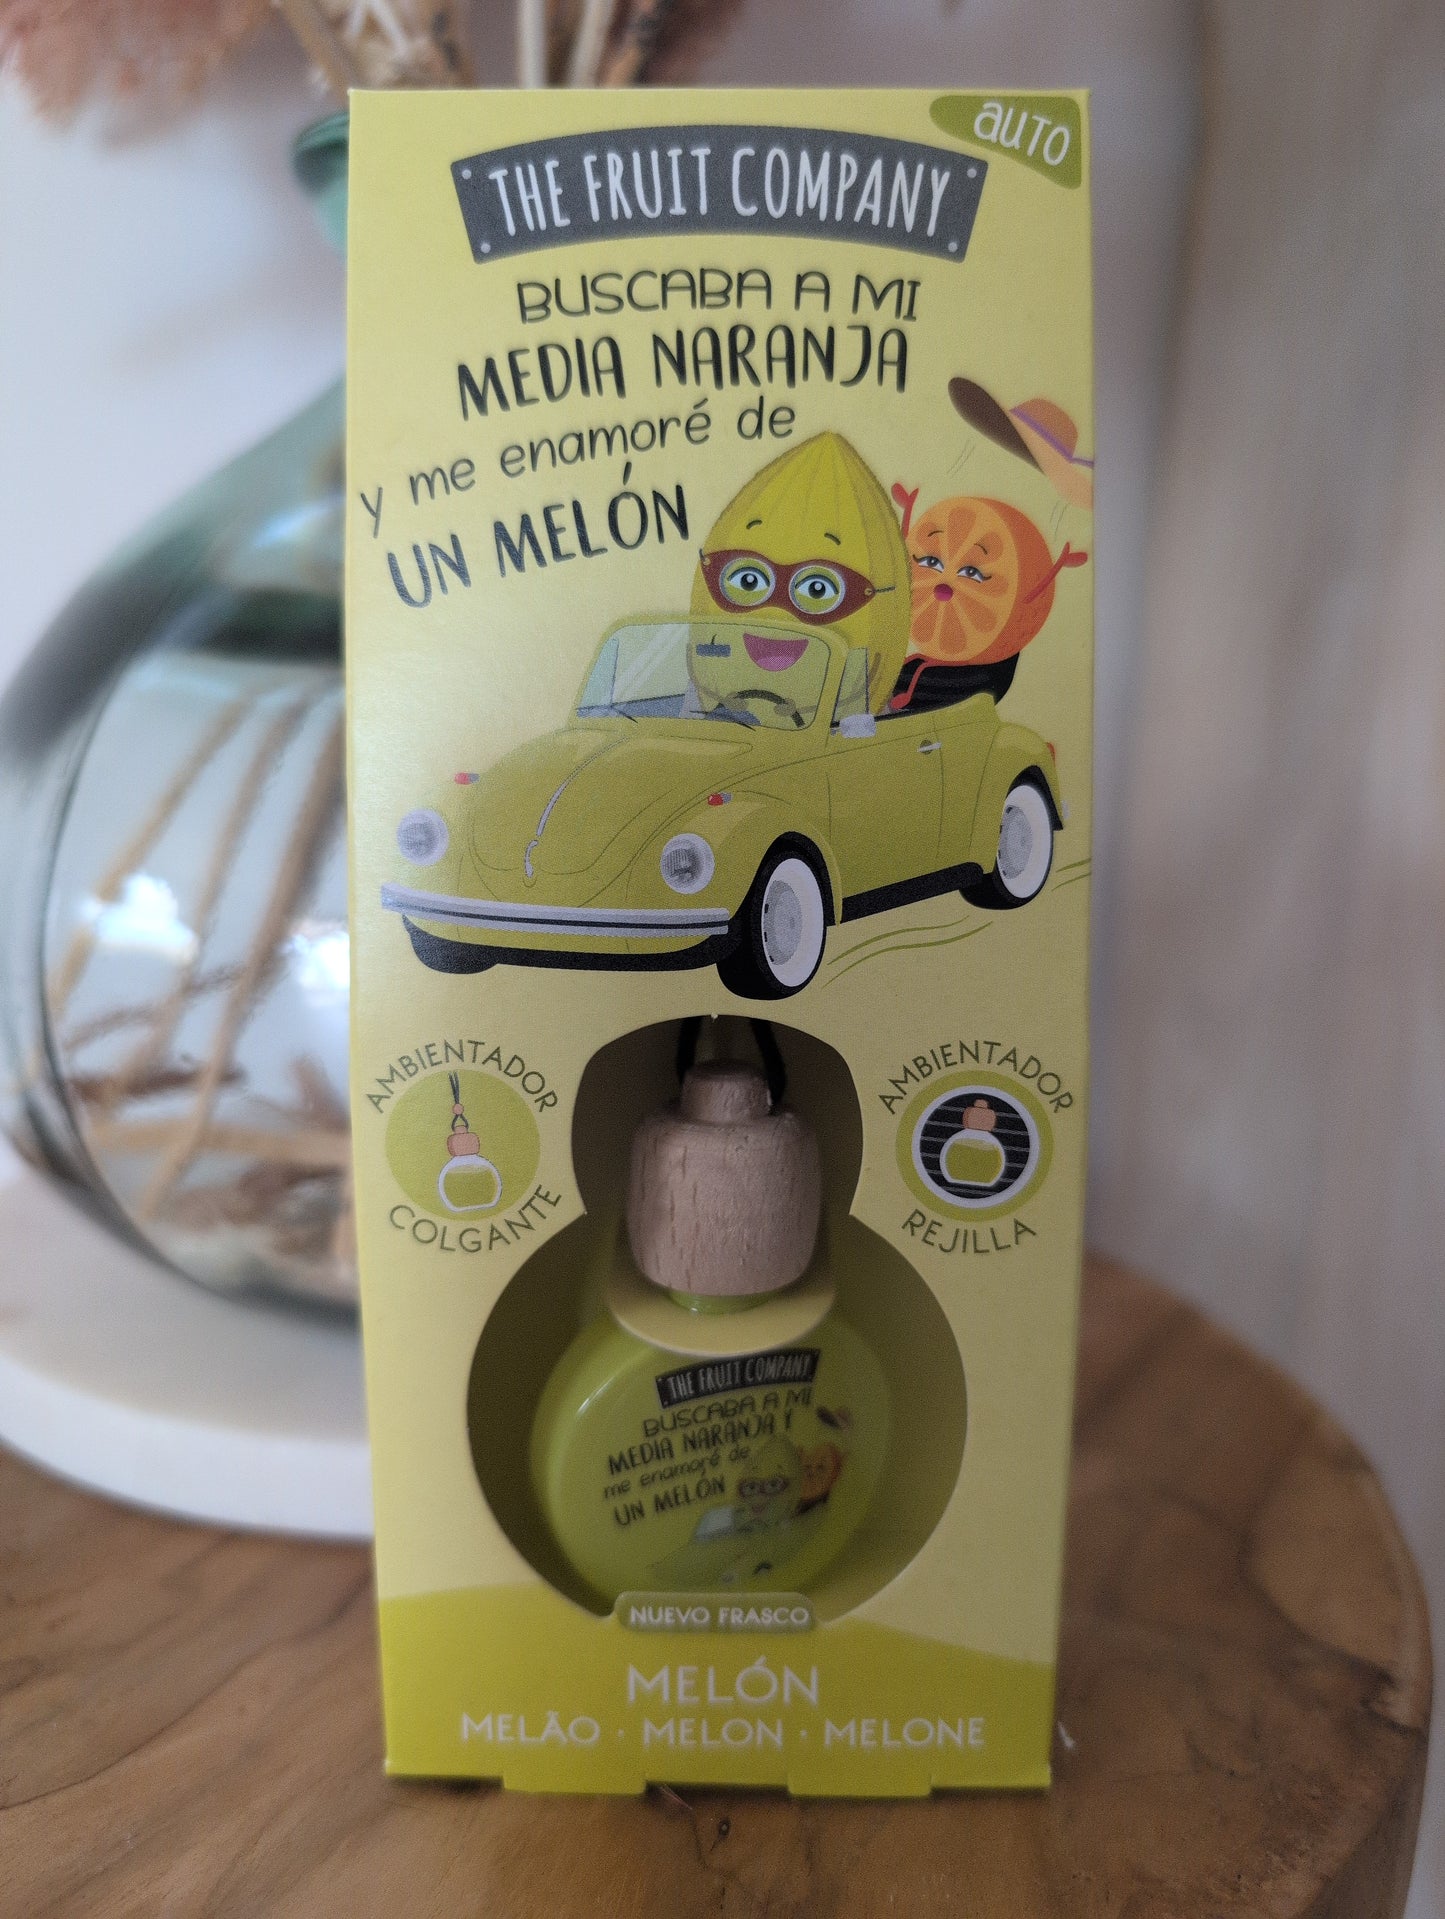 auto
THE FRUIT COMPANY
BUSCABA A MI
MEDIA NARANJA
y me enamoré de
UN MELÓN
AMBIENTADOR
COLGANTE
AMBIENTADOR
REJILLA
THE FRUIT COMPANY
BUSCABA A MI
MEDIA NARANJA Y
me enamoré de
UN MELÓN
NUEVO FRASCO
MELÓN
MELÃO · MELON · MELONE